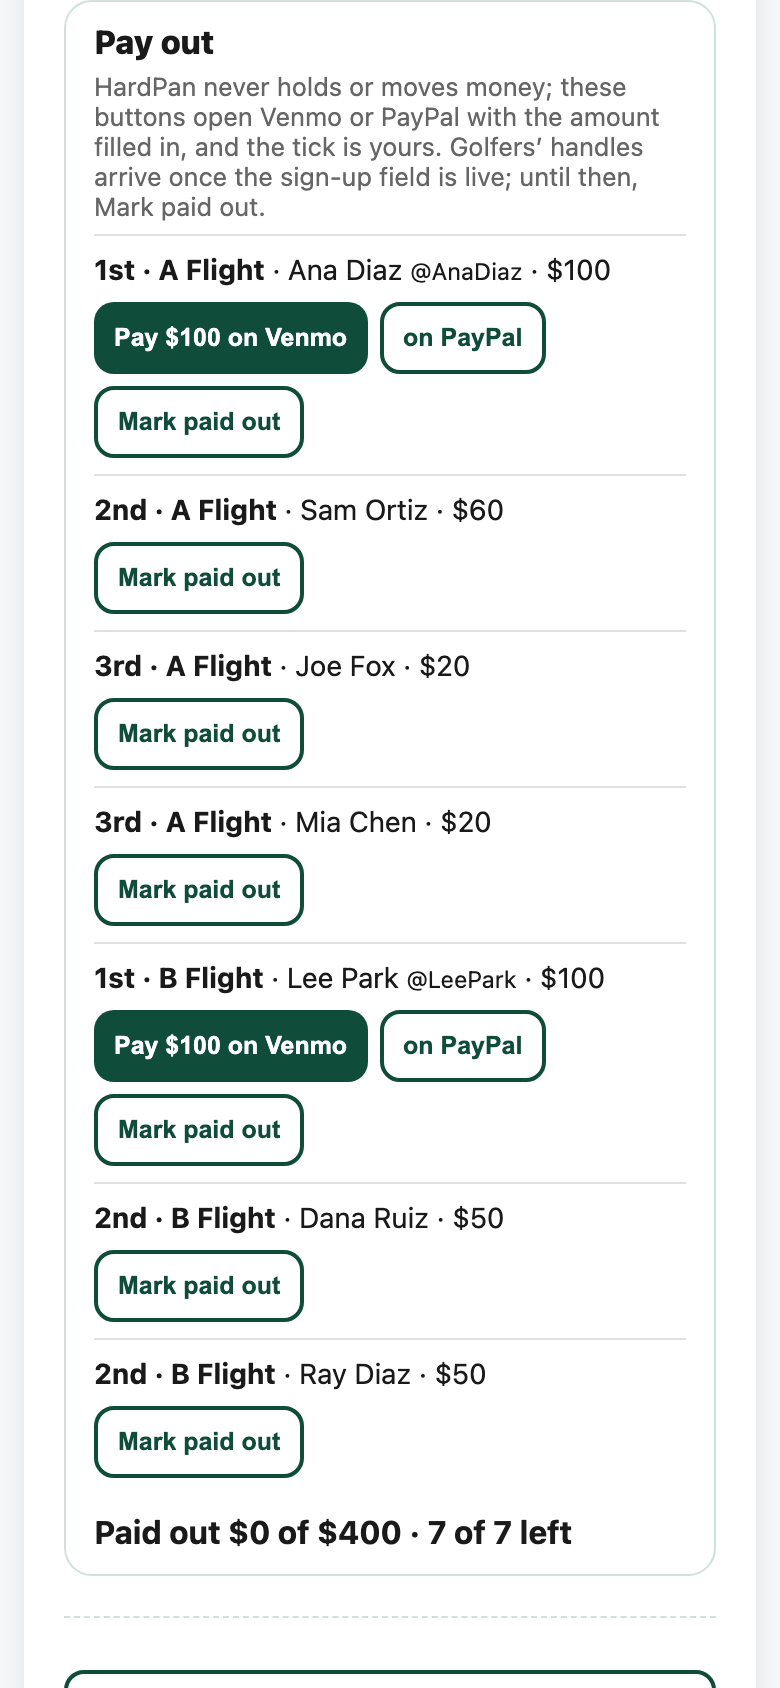 Pay out
HardPan never holds or moves money; these
buttons open Venmo or PayPal with the amount
filled in, and the tick is yours. Golfers’ handles
arrive once the sign-up field is live; until then,
Mark paid out.
1st · A Flight · Ana Diaz @AnaDiaz · $100
Pay $100 on Venmo on PayPal
Mark paid out
2nd · A Flight · Sam Ortiz · $60
Mark paid out
3rd · A Flight · Joe Fox · $20
Mark paid out
3rd · A Flight · Mia Chen · $20
Mark paid out
1st · B Flight · Lee Park @LeePark · $100
Pay $100 on Venmo on PayPal
Mark paid out
2nd · B Flight · Dana Ruiz · $50
Mark paid out
2nd · B Flight · Ray Diaz · $50
Mark paid out
Paid out $0 of $400 · 7 of 7 left